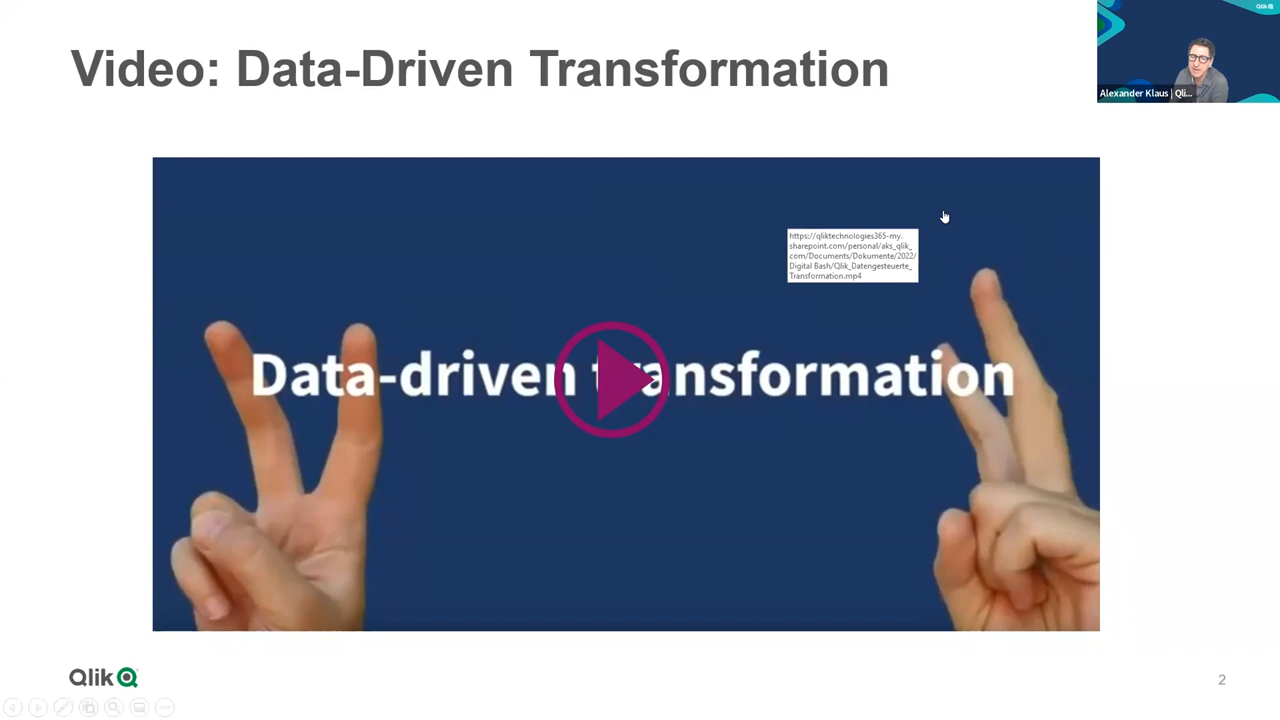 Video: Data-Driven Transformation
Qlik
Alexander Klaus | Qli...
https://qliktechnologies365-my.
sharepoint.com/personal/aks_qlik_
com/Documents/Dokumente/2022/
Digital Bash/Qlik_Datengesteuerte_
Transformation.mp4
Data-driven transformation
Qlik
2